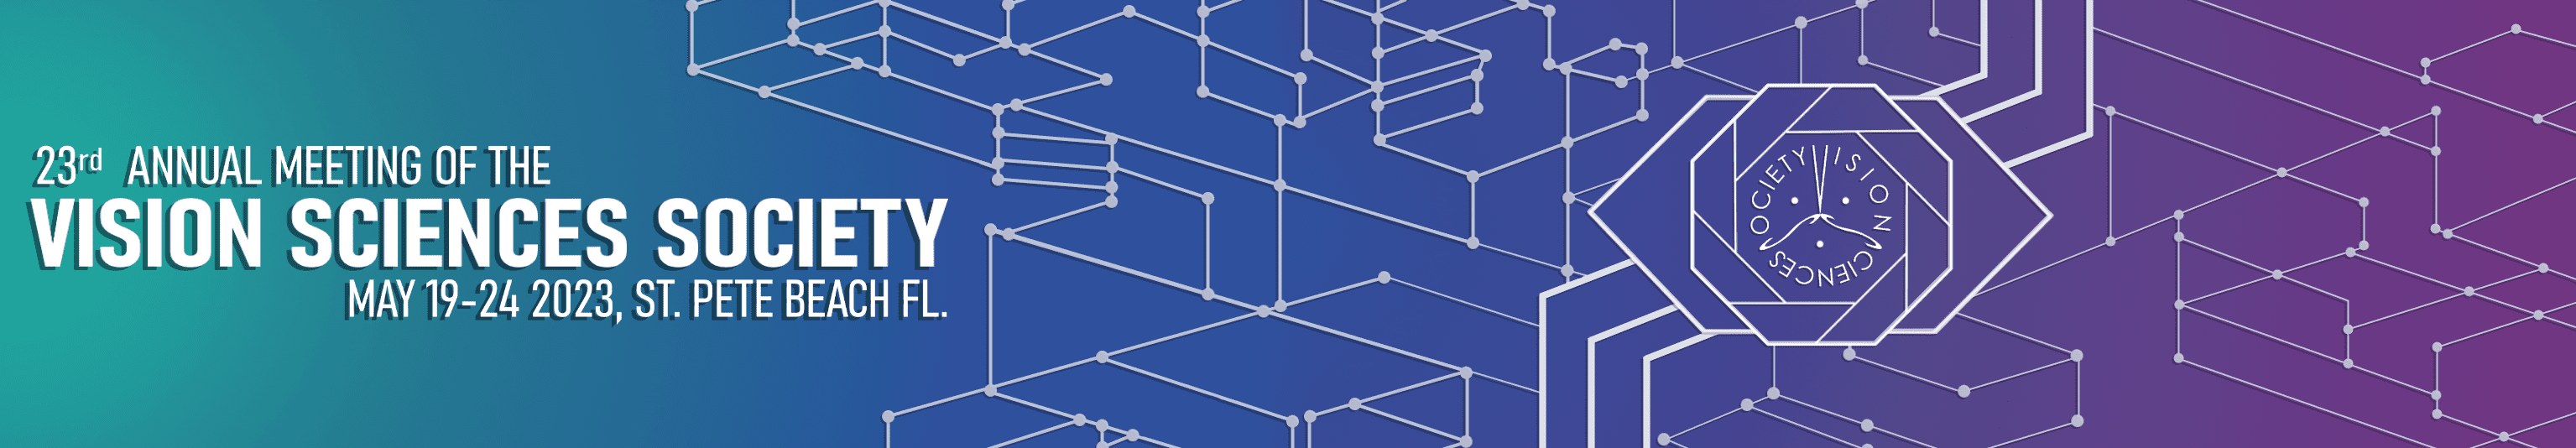 23rd ANNUAL MEETING OF THE
VISION SCIENCES SOCIETY
MAY 19-24 2023, ST. PETE BEACH FL.
VISION SCIENCES SOCIETY